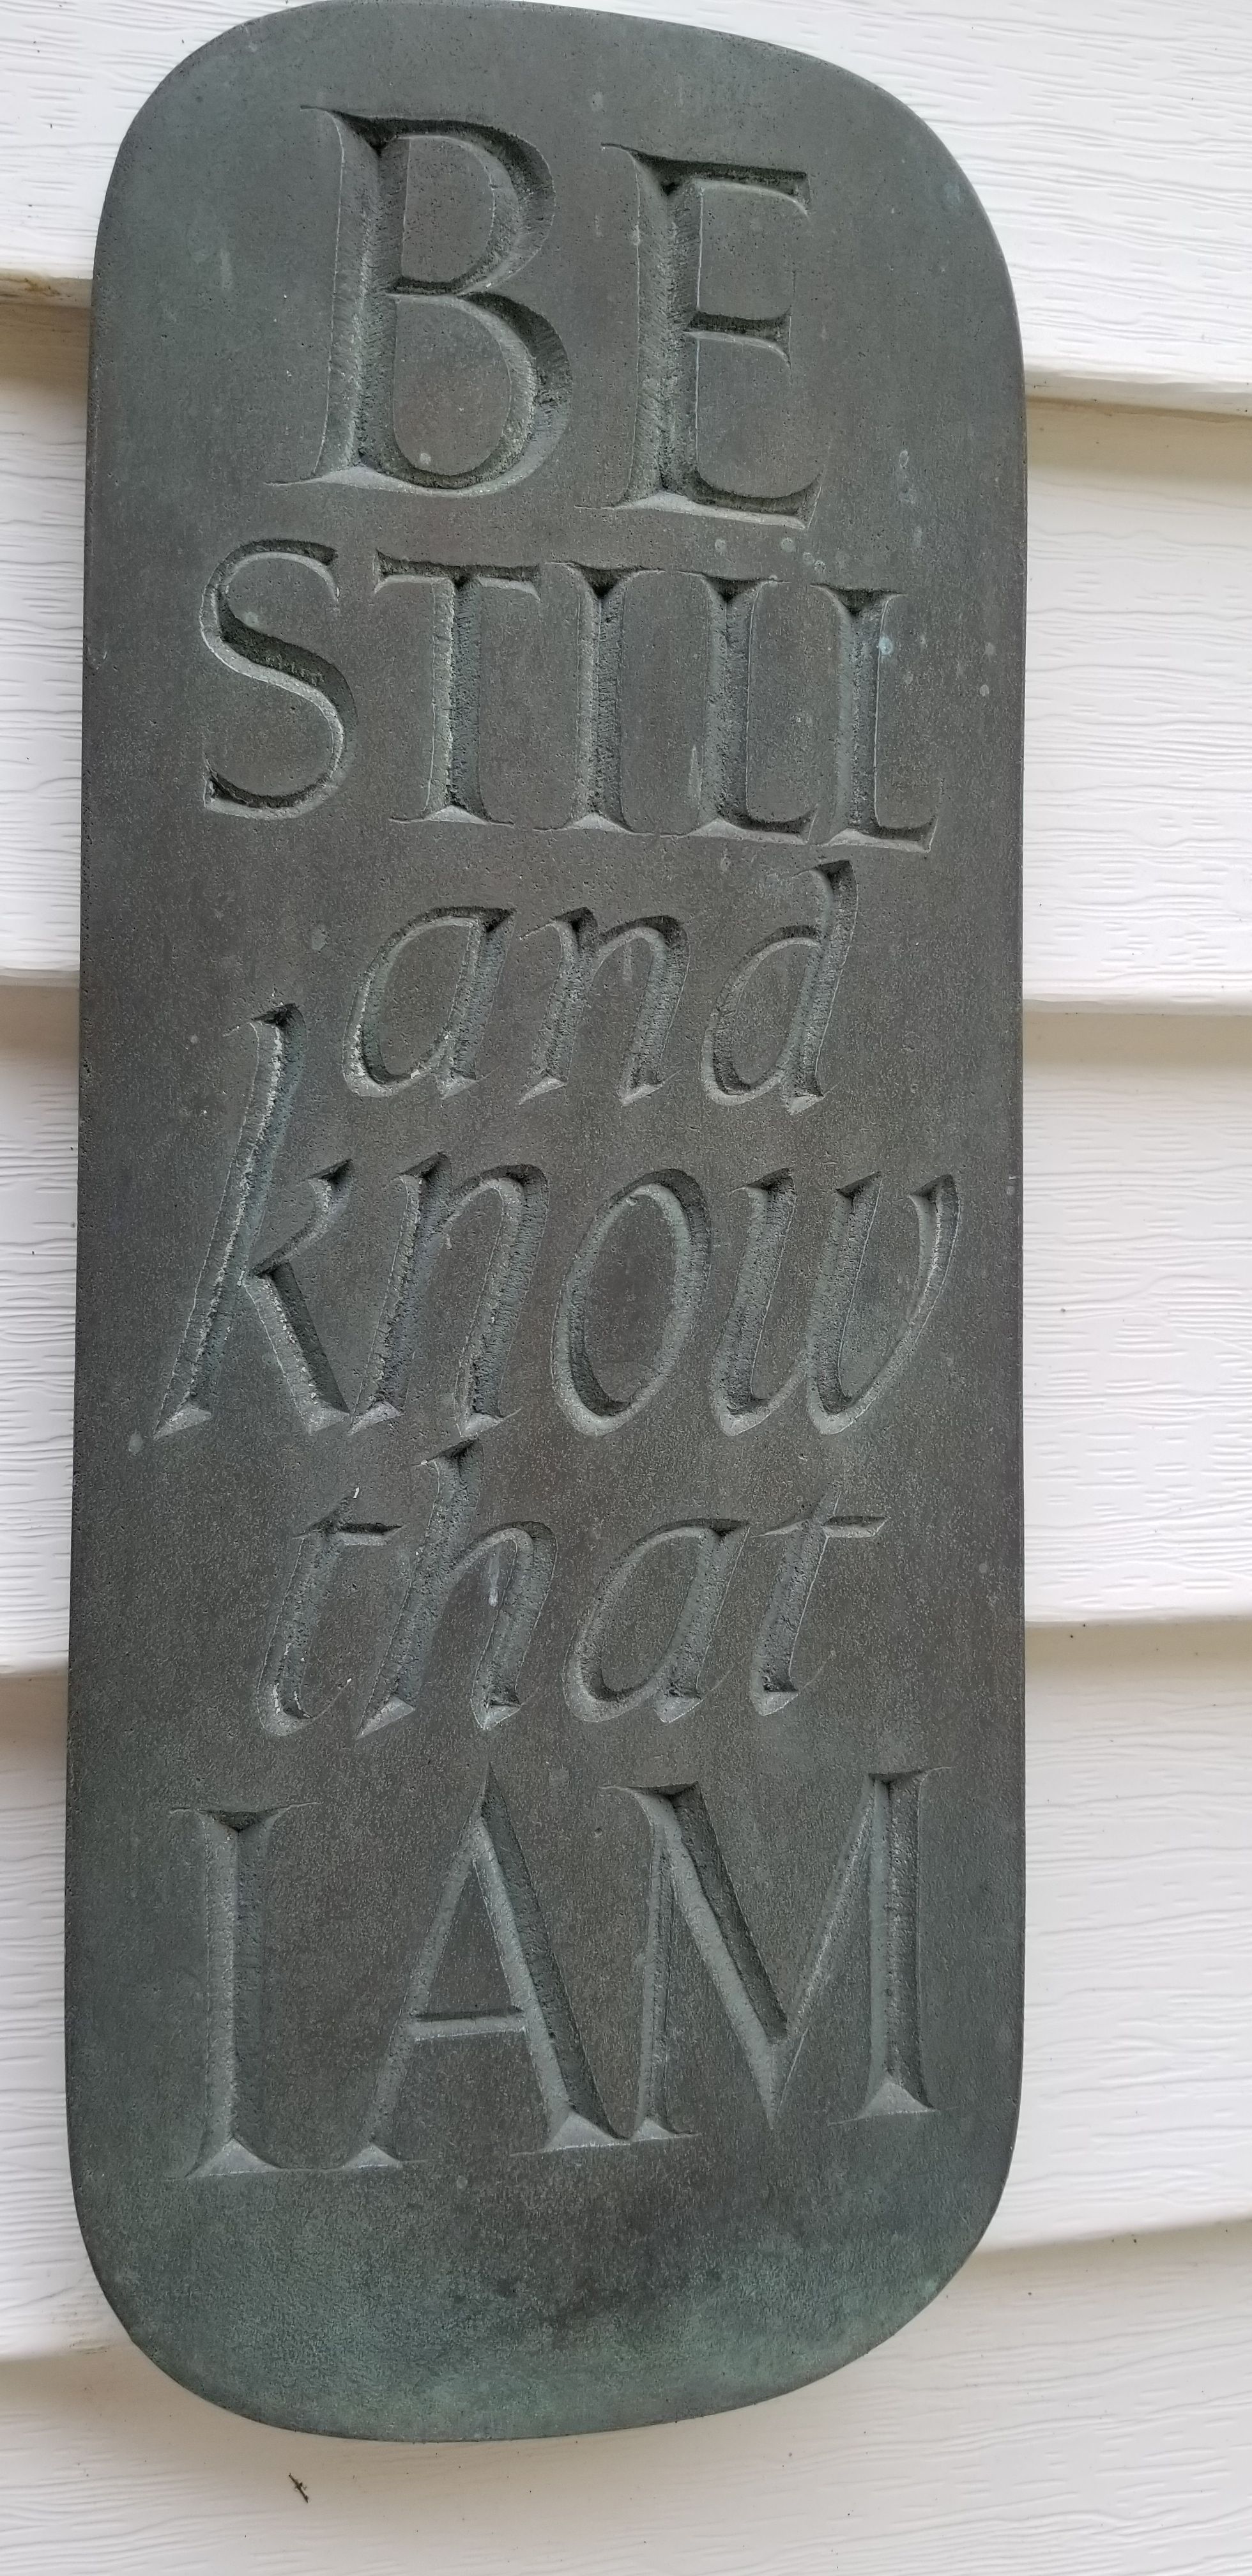 BE
STILL
and
know
that
I AM